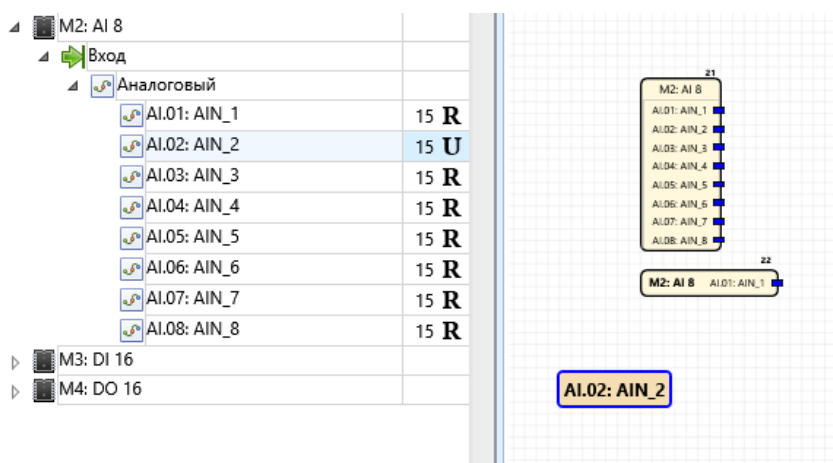 M2: AI 8
Вход
Аналоговый
AI.01: AIN_1 15 R
AI.02: AIN_2 15 U
AI.03: AIN_3 15 R
AI.04: AIN_4 15 R
AI.05: AIN_5 15 R
AI.06: AIN_6 15 R
AI.07: AIN_7 15 R
AI.08: AIN_8 15 R
M3: DI 16
M4: DO 16
21
M2: AI 8
AI.01: AIN_1
AI.02: AIN_2
AI.03: AIN_3
AI.04: AIN_4
AI.05: AIN_5
AI.06: AIN_6
AI.07: AIN_7
AI.08: AIN_8
22
M2: AI 8 AI.01: AIN_1
AI.02: AIN_2